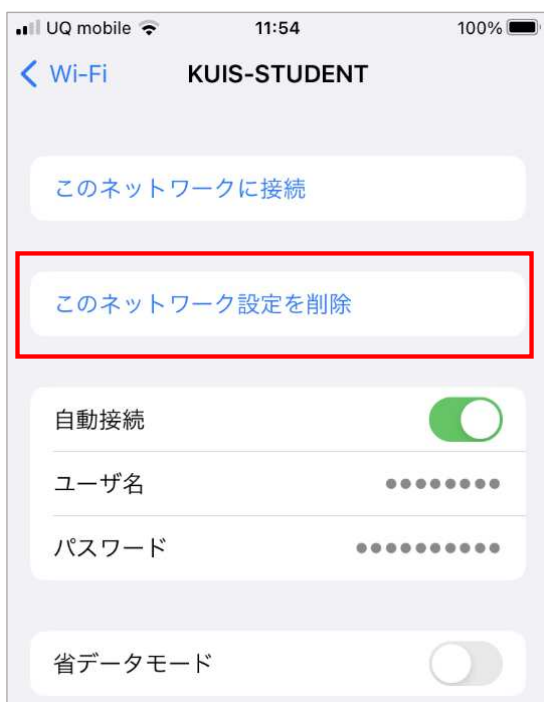 UQ mobile 11:54 100%
Wi-Fi KUIS-STUDENT
このネットワークに接続
このネットワーク設定を削除
自動接続
ユーザ名 ●●●●●●●●
パスワード ●●●●●●●●●●
省データモード